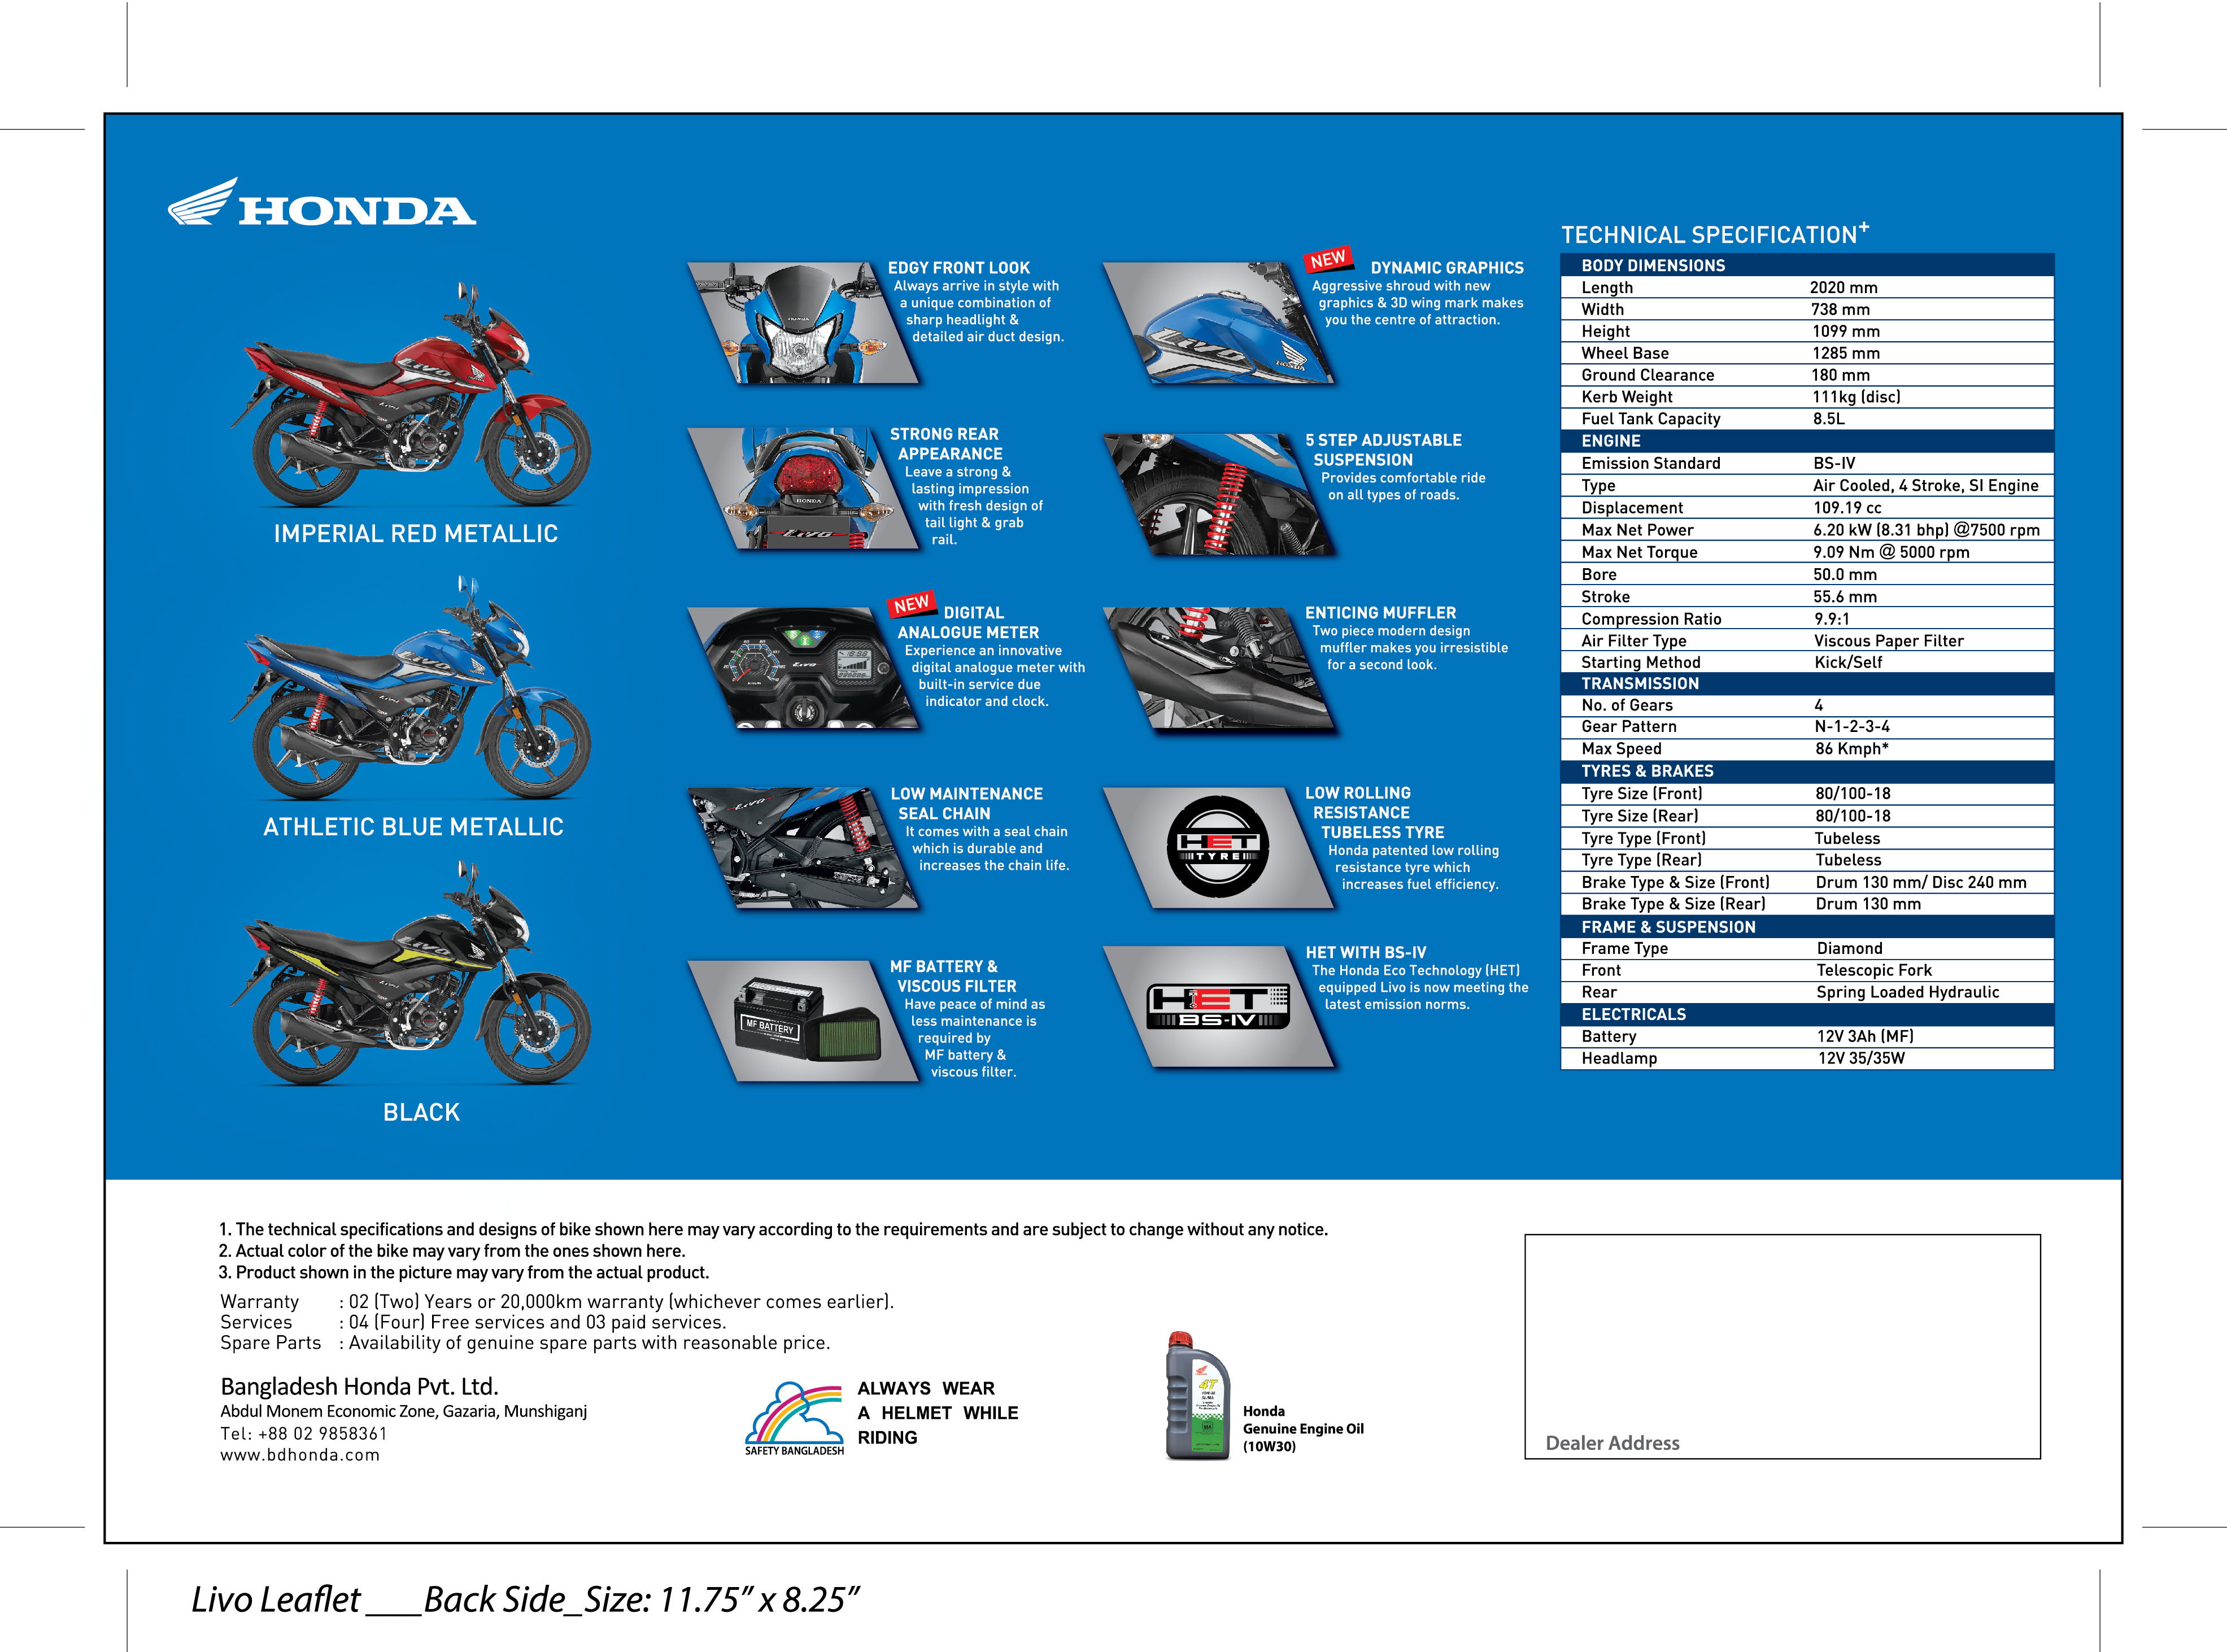 HONDA
IMPERIAL RED METALLIC
ATHLETIC BLUE METALLIC
BLACK
EDGY FRONT LOOK
Always arrive in style with
a unique combination of
sharp headlight &
detailed air duct design.
STRONG REAR
APPEARANCE
Leave a strong &
lasting impression
with fresh design of
tail light & grab
rail.
NEW
DIGITAL
ANALOGUE METER
Experience an innovative
digital analogue meter with
built-in service due
indicator and clock.
LOW MAINTENANCE
SEAL CHAIN
It comes with a seal chain
which is durable and
increases the chain life.
MF BATTERY
MF BATTERY &
VISCOUS FILTER
Have peace of mind as
less maintenance is
required by
MF battery &
viscous filter.
NEW
DYNAMIC GRAPHICS
Aggressive shroud with new
graphics & 3D wing mark makes
you the centre of attraction.
5 STEP ADJUSTABLE
SUSPENSION
Provides comfortable ride
on all types of roads.
ENTICING MUFFLER
Two piece modern design
muffler makes you irresistible
for a second look.
HET
TYRE
LOW ROLLING
RESISTANCE
TUBELESS TYRE
Honda patented low rolling
resistance tyre which
increases fuel efficiency.
HET
BS-IV
HET WITH BS-IV
The Honda Eco Technology (HET)
equipped Livo is now meeting the
latest emission norms.
TECHNICAL SPECIFICATION+
BODY DIMENSIONS
Length 2020 mm
Width 738 mm
Height 1099 mm
Wheel Base 1285 mm
Ground Clearance 180 mm
Kerb Weight 111kg (disc)
Fuel Tank Capacity 8.5L
ENGINE
Emission Standard BS-IV
Type Air Cooled, 4 Stroke, SI Engine
Displacement 109.19 cc
Max Net Power 6.20 kW (8.31 bhp) @7500 rpm
Max Net Torque 9.09 Nm @ 5000 rpm
Bore 50.0 mm
Stroke 55.6 mm
Compression Ratio 9.9:1
Air Filter Type Viscous Paper Filter
Starting Method Kick/Self
TRANSMISSION
No. of Gears 4
Gear Pattern N-1-2-3-4
Max Speed 86 Kmph*
TYRES & BRAKES
Tyre Size (Front) 80/100-18
Tyre Size (Rear) 80/100-18
Tyre Type (Front) Tubeless
Tyre Type (Rear) Tubeless
Brake Type & Size (Front) Drum 130 mm/ Disc 240 mm
Brake Type & Size (Rear) Drum 130 mm
FRAME & SUSPENSION
Frame Type Diamond
Front Telescopic Fork
Rear Spring Loaded Hydraulic
ELECTRICALS
Battery 12V 3Ah (MF)
Headlamp 12V 35/35W
1. The technical specifications and designs of bike shown here may vary according to the requirements and are subject to change without any notice.
2. Actual color of the bike may vary from the ones shown here.
3. Product shown in the picture may vary from the actual product.
Warranty : 02 (Two) Years or 20,000km warranty (whichever comes earlier).
Services : 04 (Four) Free services and 03 paid services.
Spare Parts : Availability of genuine spare parts with reasonable price.
Bangladesh Honda Pvt. Ltd.
Abdul Monem Economic Zone, Gazaria, Munshiganj
Tel: +88 02 9858361
www.bdhonda.com
SAFETY BANGLADESH
ALWAYS WEAR
A HELMET WHILE
RIDING
4T
Honda
Genuine Engine Oil
(10W30)
Dealer Address
Livo Leaflet ___Back Side_Size: 11.75” x 8.25”